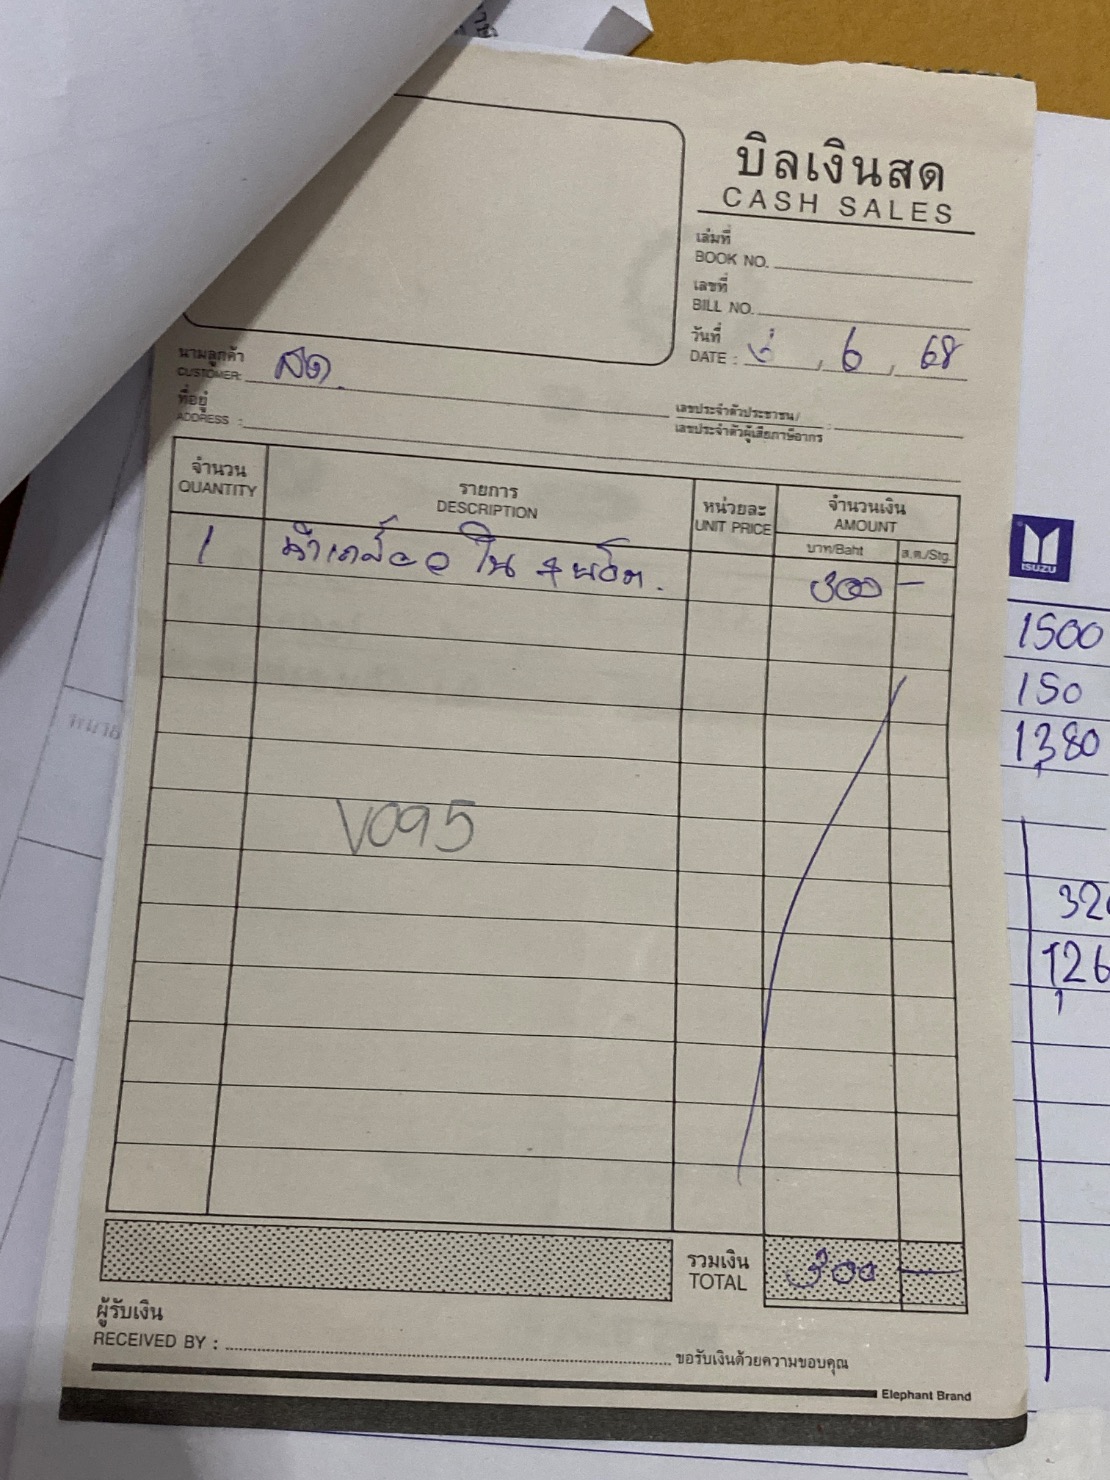 บิลเงินสด
CASH SALES
เล่มที่
BOOK NO.
เลขที่
BILL NO.
วันที่
DATE : , 6 , 68
นามลูกค้า
CUSTOMER: สด.
ที่อยู่
ADDRESS :
เลขประจำตัวประชาชน/
เลขประจำตัวผู้เสียภาษีอากร :
จำนวน รายการ หน่วยละ จำนวนเงิน
QUANTITY DESCRIPTION UNIT PRICE AMOUNT
บาท/Baht ส.ต./Stg.
1 300 —
V095
รวมเงิน
TOTAL 300 —
ผู้รับเงิน
RECEIVED BY : ขอรับเงินด้วยความขอบคุณ
Elephant Brand
ISUZU
1500
150
1,380